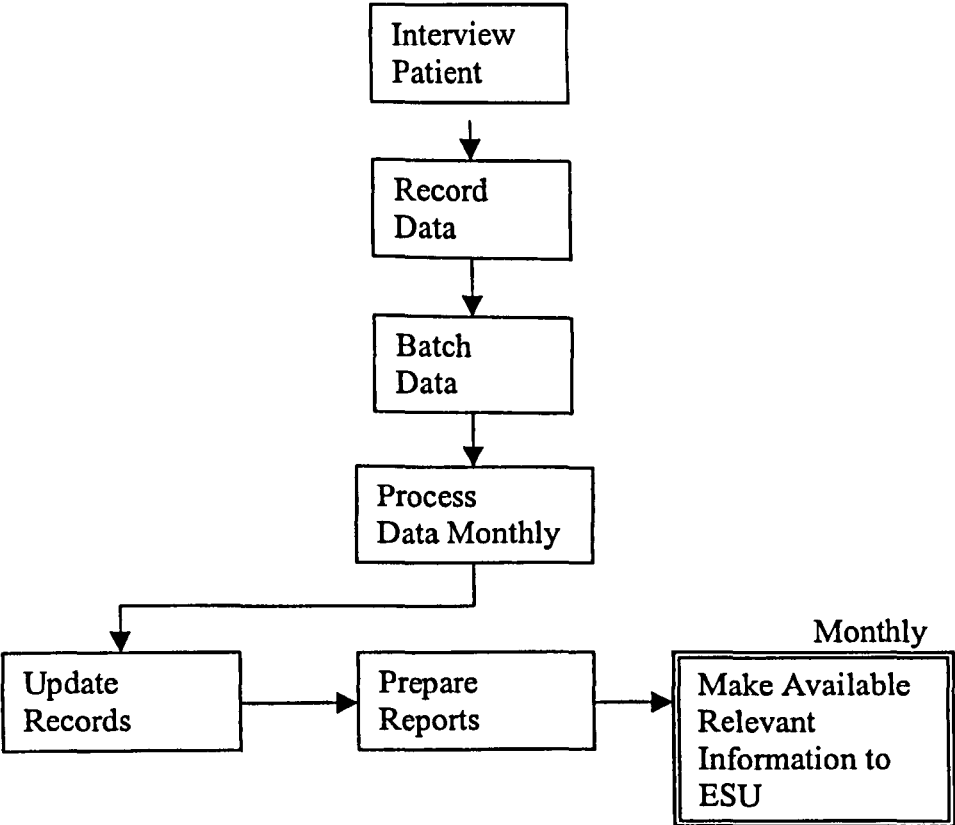 Interview
Patient
Record
Data
Batch
Data
Process
Data Monthly
Update
Records
Prepare
Reports
Monthly
Make Available
Relevant
Information to
ESU